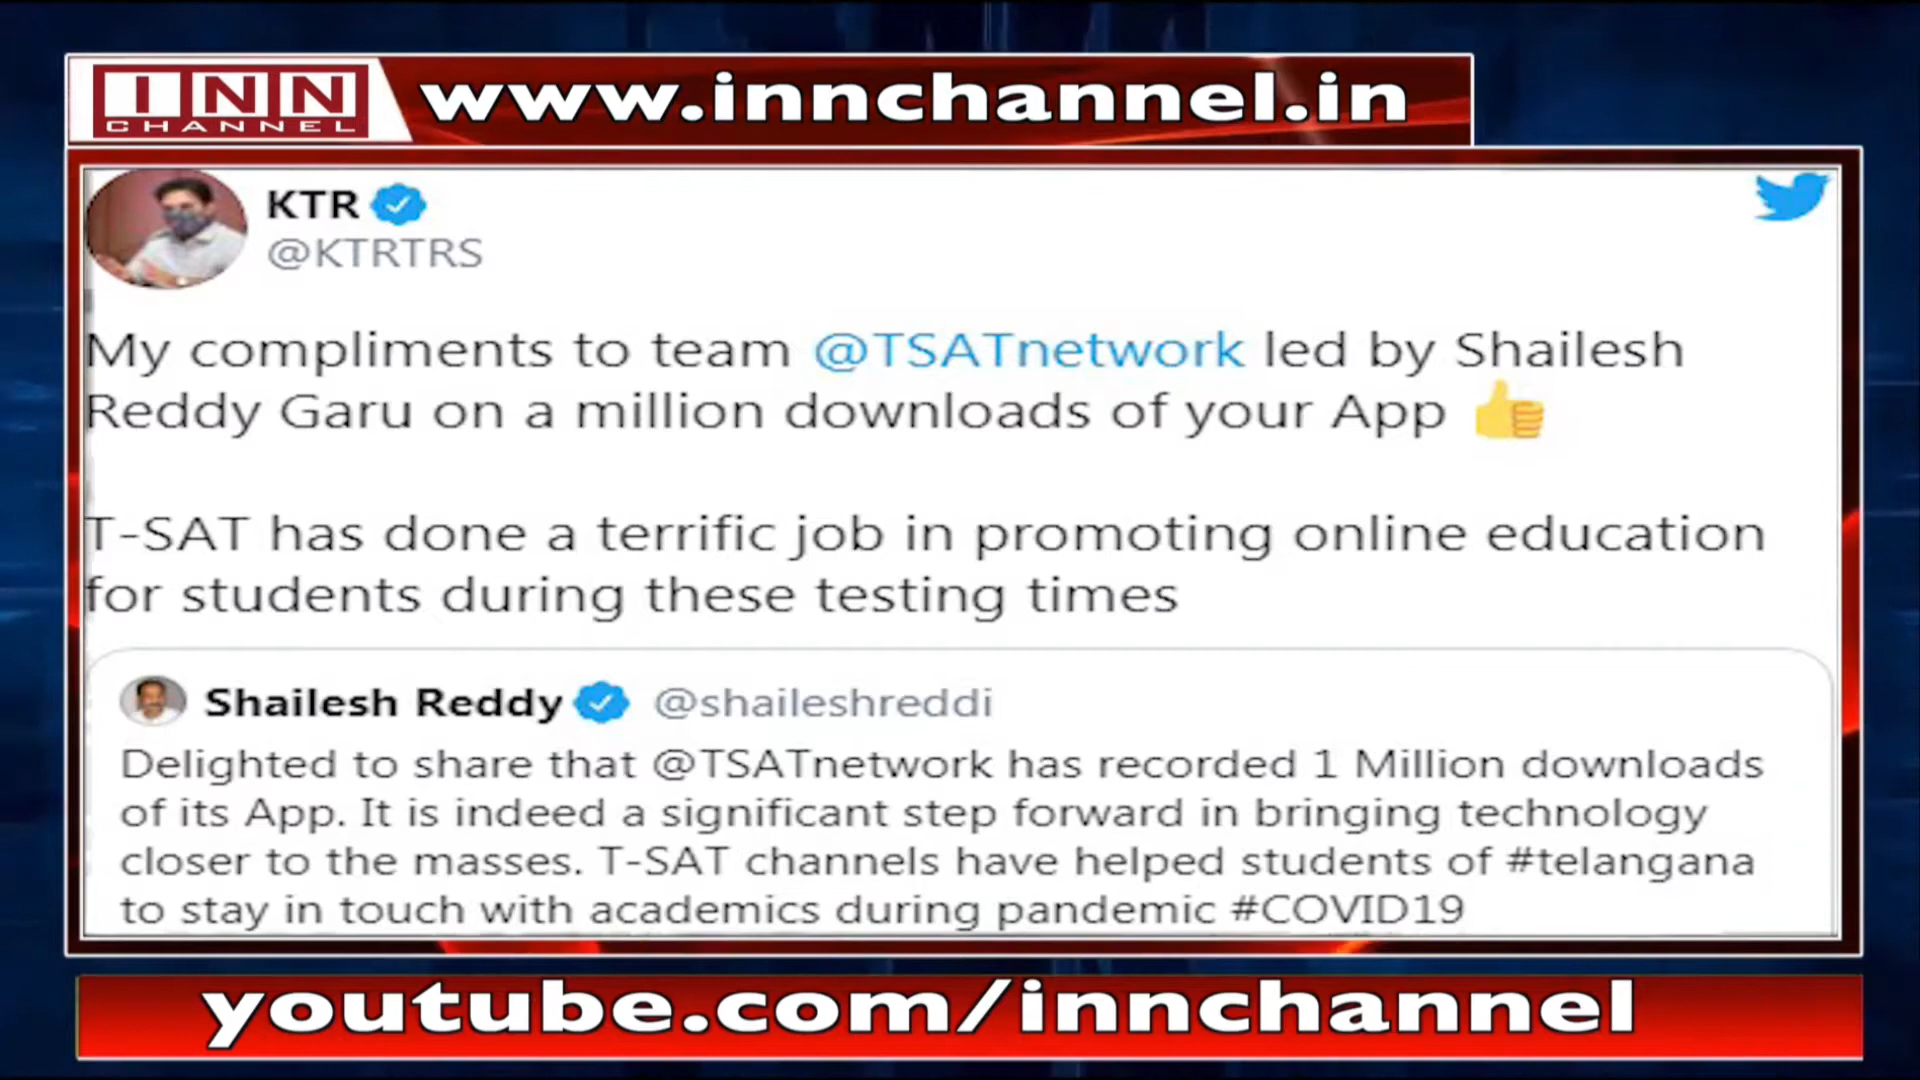 INN
CHANNEL
www.innchannel.in
KTR
@KTRTRS
My compliments to team @TSATnetwork led by Shailesh
Reddy Garu on a million downloads of your App 👍
T-SAT has done a terrific job in promoting online education
for students during these testing times
Shailesh Reddy @shaileshreddi
Delighted to share that @TSATnetwork has recorded 1 Million downloads
of its App. It is indeed a significant step forward in bringing technology
closer to the masses. T-SAT channels have helped students of #telangana
to stay in touch with academics during pandemic #COVID19
youtube.com/innchannel